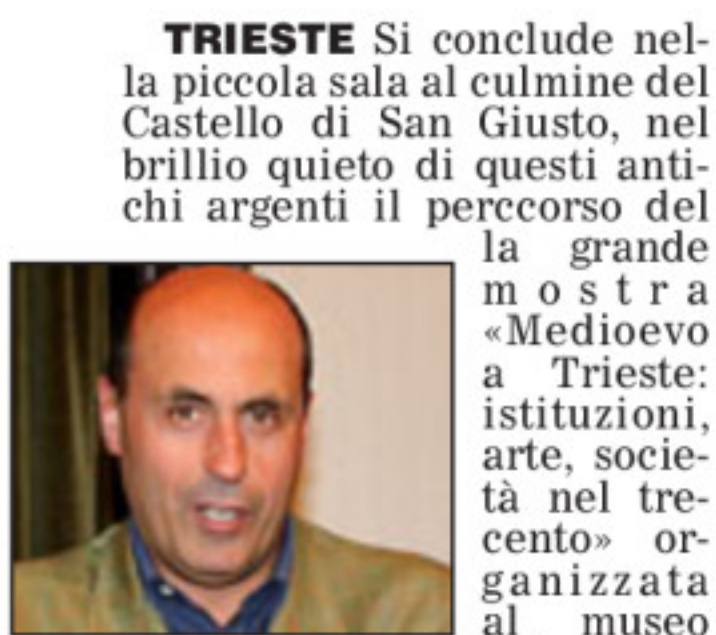 TRIESTE Si conclude nel-
la piccola sala al culmine del
Castello di San Giusto, nel
brillio quieto di questi anti-
chi argenti il perccorso del
la grande
mostra
«Medioevo
a Trieste:
istituzioni,
arte, socie-
tà nel tre-
cento» or-
ganizzata
al museo